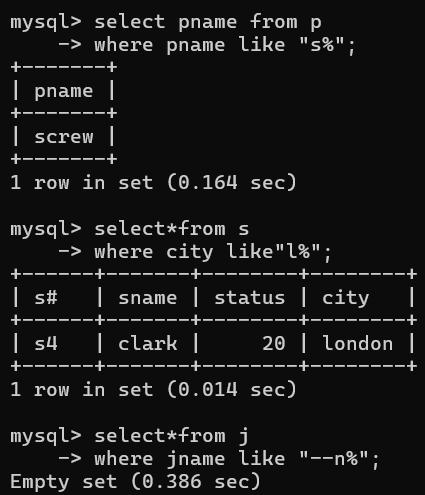 mysql> select pname from p
    -> where pname like "s%";
+-------+
| pname |
+-------+
| screw |
+-------+
1 row in set (0.164 sec)

mysql> select*from s
    -> where city like"l%";
+------+-------+--------+--------+
| s#   | sname | status | city   |
+------+-------+--------+--------+
| s4   | clark |     20 | london |
+------+-------+--------+--------+
1 row in set (0.014 sec)

mysql> select*from j
    -> where jname like "--n%";
Empty set (0.386 sec)